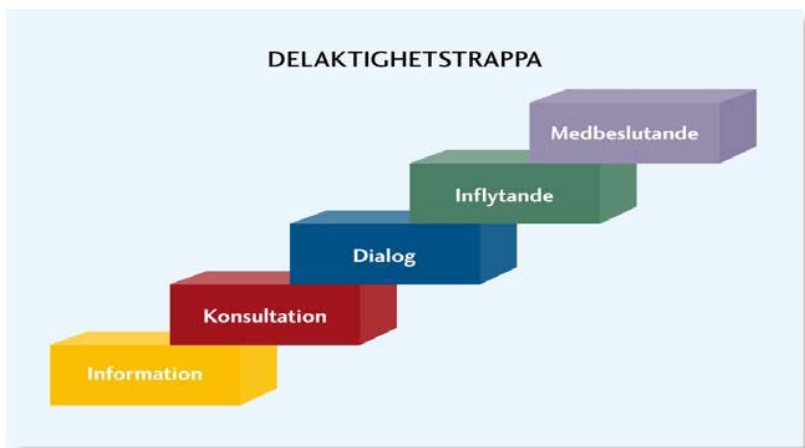 DELAKTIGHETSTRAPPA
Medbeslutande
Inflytande
Dialog
Konsultation
Information